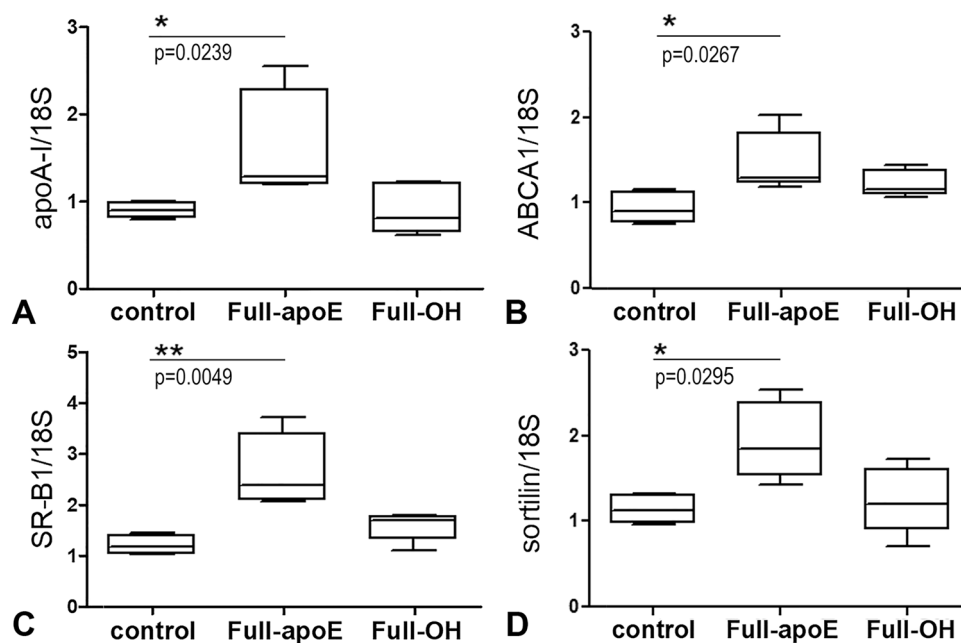 *
p=0.0239
apoA-I/18S
3
2
1
0
control
Full-apoE
Full-OH
A
*
p=0.0267
ABCA1/18S
3
2
1
0
control
Full-apoE
Full-OH
B
**
p=0.0049
SR-B1/18S
5
4
3
2
1
0
control
Full-apoE
Full-OH
C
*
p=0.0295
sortilin/18S
3
2
1
0
control
Full-apoE
Full-OH
D